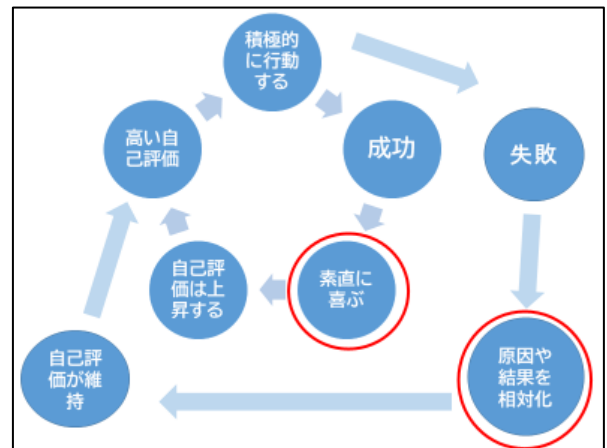 積極的
に行動
する
成功
失敗
高い自
己評価
素直に
喜ぶ
自己評
価は上
昇する
原因や
結果を
相対化
自己評
価が維
持